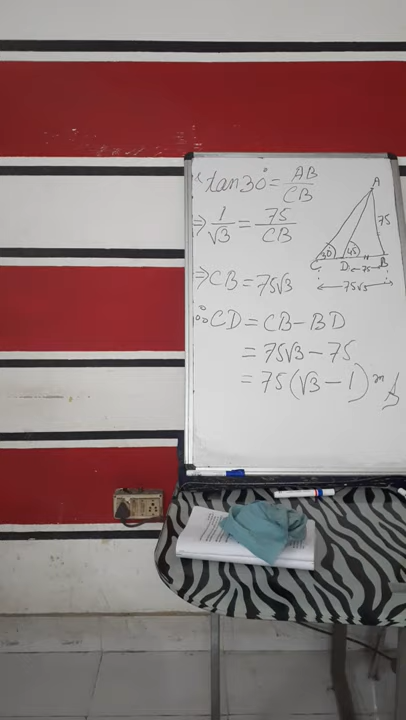 tan30° = AB/CB
⇒ 1/√3 = 75/CB
⇒ CB = 75√3
∴ CD = CB - BD
= 75√3 - 75
= 75(√3 - 1) m
A
75
30
45
C D B
75
75√3